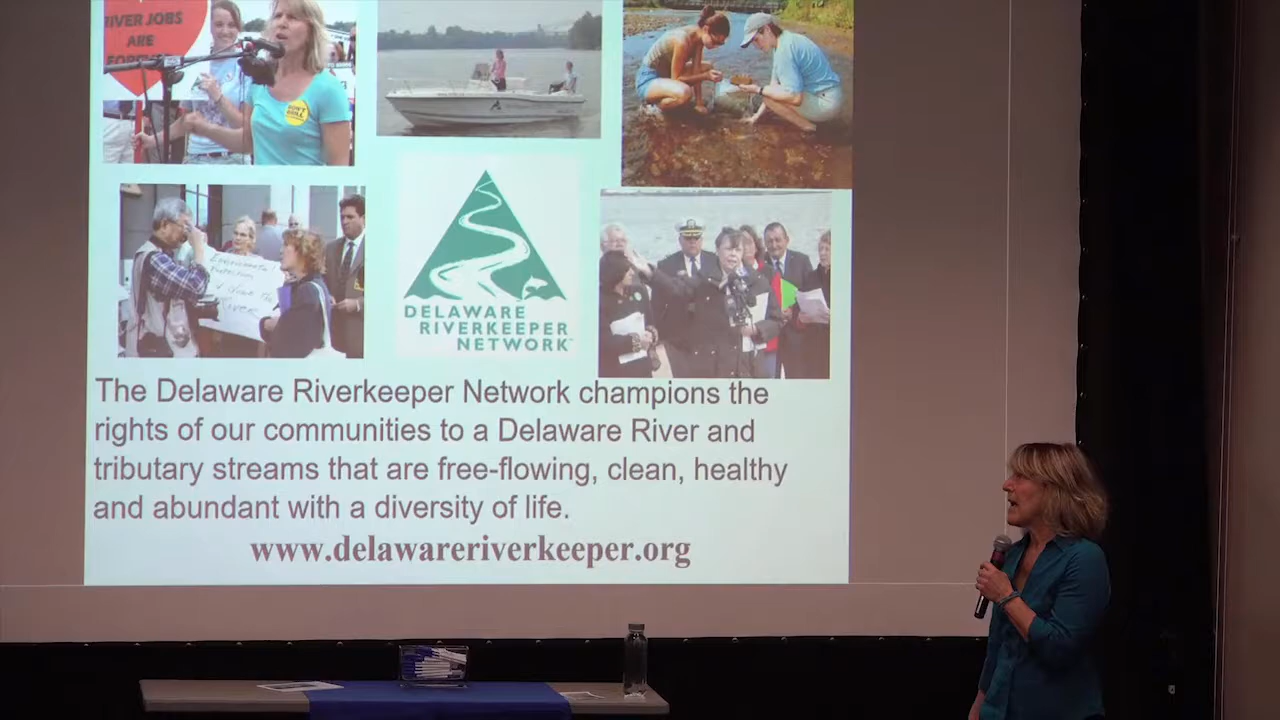 RIVER JOBS
ARE
FOREVER
DELAWARE
RIVERKEEPER
NETWORK
The Delaware Riverkeeper Network champions the
rights of our communities to a Delaware River and
tributary streams that are free-flowing, clean, healthy
and abundant with a diversity of life.
www.delawareriverkeeper.org